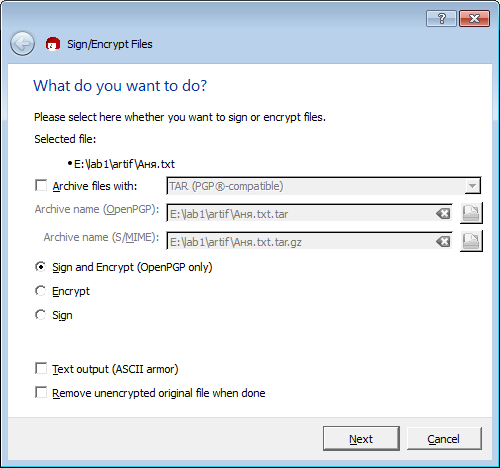 Sign/Encrypt Files
What do you want to do?
Please select here whether you want to sign or encrypt files.
Selected file:
•E:\lab1\artif\Аня.txt
Archive files with: TAR (PGP®-compatible)
Archive name (OpenPGP): E:\lab1\artif\Аня.txt.tar
Archive name (S/MIME): E:\lab1\artif\Аня.txt.tar.gz
Sign and Encrypt (OpenPGP only)
Encrypt
Sign
Text output (ASCII armor)
Remove unencrypted original file when done
Next Cancel